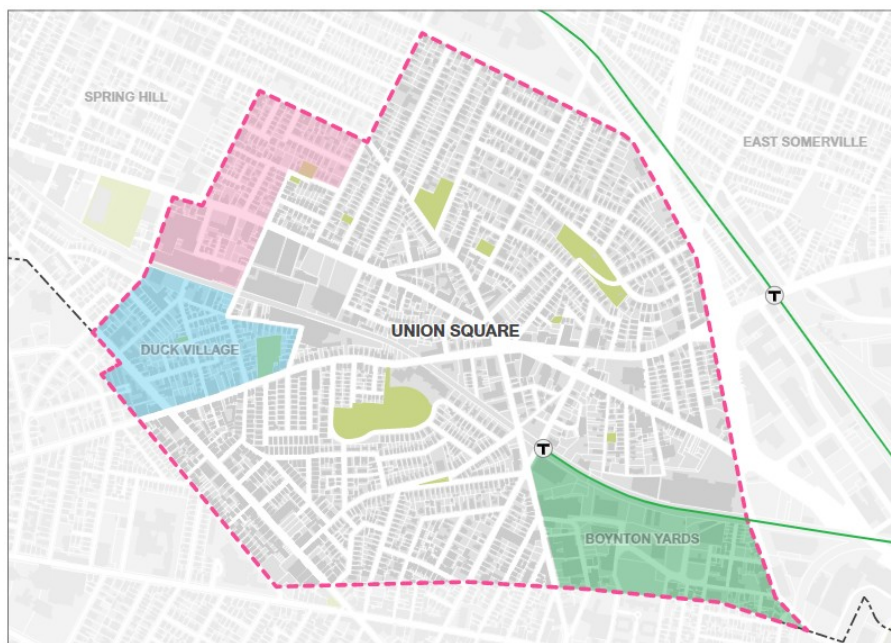 SPRING HILL
EAST SOMERVILLE
T
UNION SQUARE
DUCK VILLAGE
T
BOYNTON YARDS